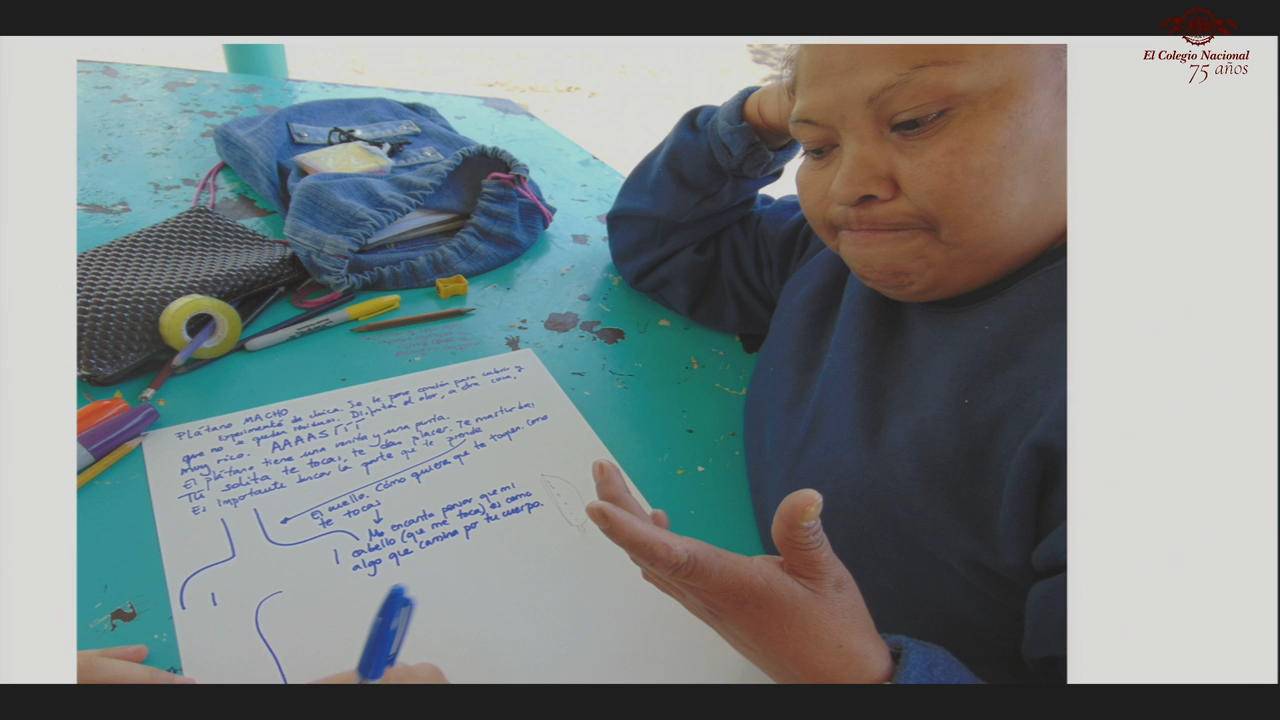 El Colegio Nacional
75 años
Plátano MACHO
Experimentó de chica. Se le pone condón para cubrir y
que no se queden residuos. Disfruta el olor, a otra cosa,
muy rico. AAAASÍÍÍ
El plátano tiene una venita y una punta.
Tú solita te tocas, te das placer. Te masturbas
Es importante buscar la parte que te prende
El cuello. Cómo quiera que te toquen como
te tocas
Me encanta pensar que mi
cabello (que me toca) es como
algo que camina por tu cuerpo.